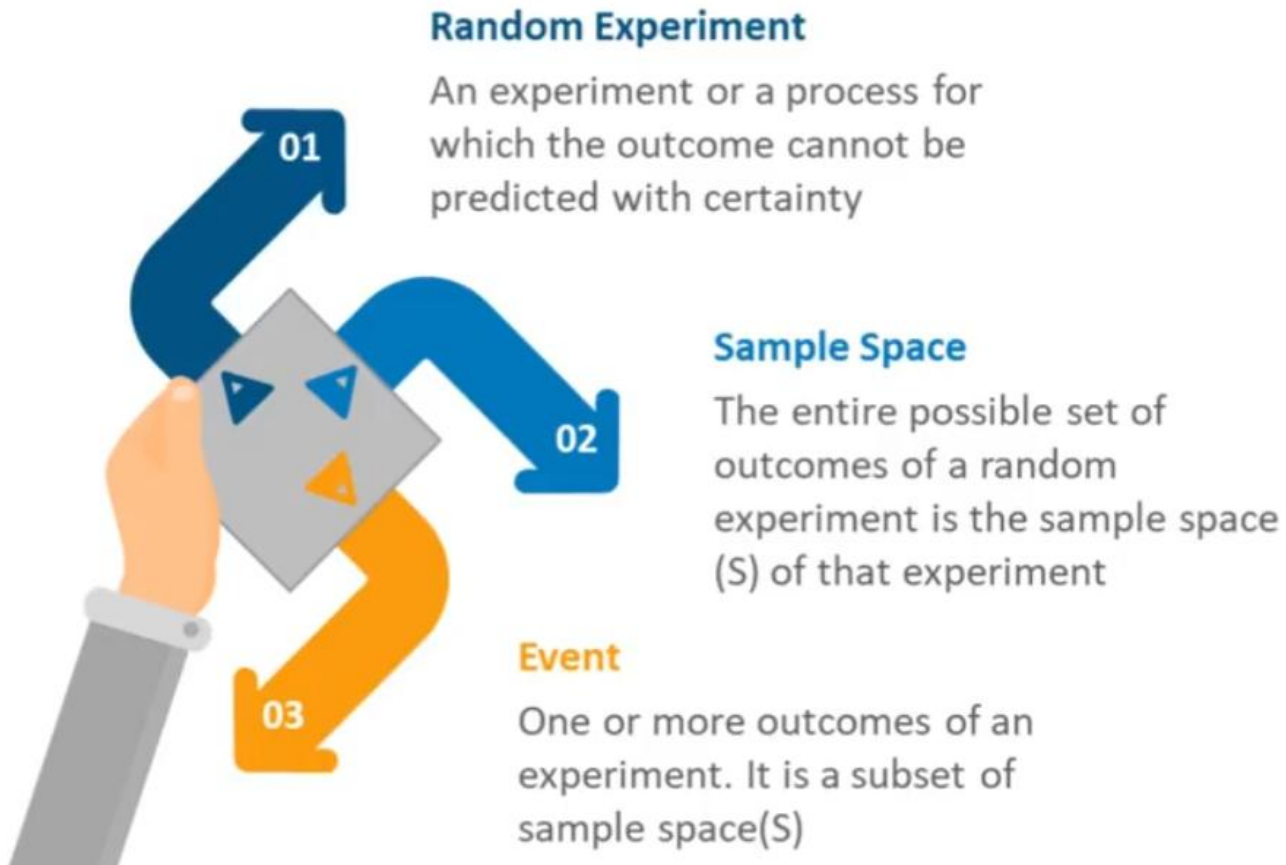 Random Experiment
An experiment or a process for
which the outcome cannot be
predicted with certainty
01
Sample Space
The entire possible set of
outcomes of a random
experiment is the sample space
(S) of that experiment
02
Event
One or more outcomes of an
experiment. It is a subset of
sample space(S)
03